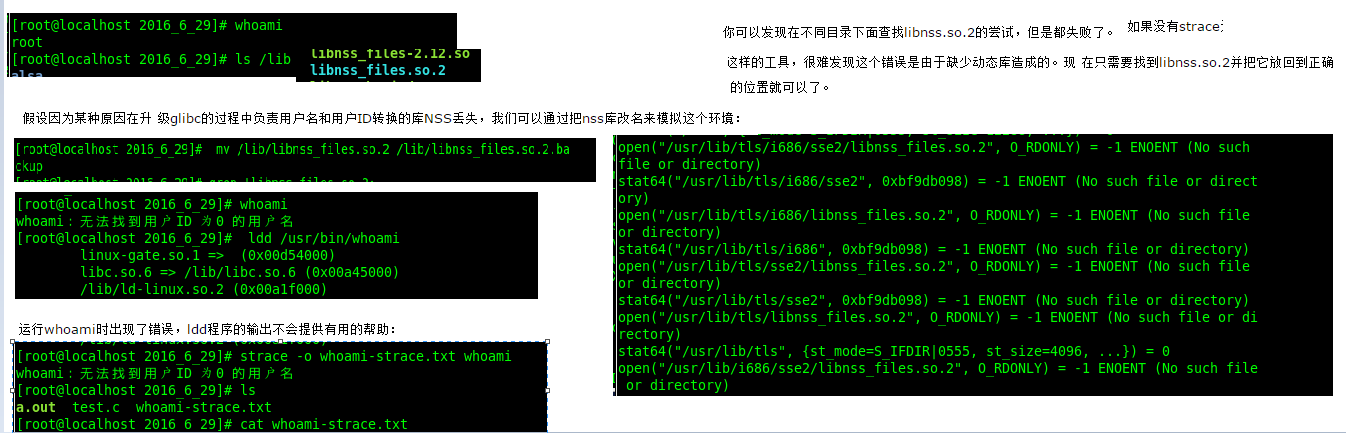 [root@localhost 2016_6_29]# whoami
root
[root@localhost 2016_6_29]# ls /lib
alsa
libnss_files-2.12.so
libnss_files.so.2
你可以发现在不同目录下面查找libnss.so.2的尝试，但是都失败了。 如果没有strace
这样的工具，很难发现这个错误是由于缺少动态库造成的。现 在只需要找到libnss.so.2并把它放回到正确
的位置就可以了。
假设因为某种原因在升 级glibc的过程中负责用户名和用户ID转换的库NSS丢失，我们可以通过把nss库改名来模拟这个环境：
[root@localhost 2016_6_29]#  mv /lib/libnss_files.so.2 /lib/libnss_files.so.2.ba
ckup
[root@localhost 2016_6_29]# whoami
whoami：无法找到用户ID 为0 的用户名
[root@localhost 2016_6_29]#  ldd /usr/bin/whoami
linux-gate.so.1 =>  (0x00d54000)
libc.so.6 => /lib/libc.so.6 (0x00a45000)
/lib/ld-linux.so.2 (0x00a1f000)
运行whoami时出现了错误，ldd程序的输出不会提供有用的帮助：
[root@localhost 2016_6_29]# strace -o whoami-strace.txt whoami
whoami：无法找到用户ID 为0 的用户名
[root@localhost 2016_6_29]# ls
a.out  test.c  whoami-strace.txt
[root@localhost 2016_6_29]# cat whoami-strace.txt
open("/usr/lib/tls/i686/sse2/libnss_files.so.2", O_RDONLY) = -1 ENOENT (No such
file or directory)
stat64("/usr/lib/tls/i686/sse2", 0xbf9db098) = -1 ENOENT (No such file or direct
ory)
open("/usr/lib/tls/i686/libnss_files.so.2", O_RDONLY) = -1 ENOENT (No such file
or directory)
stat64("/usr/lib/tls/i686", 0xbf9db098) = -1 ENOENT (No such file or directory)
open("/usr/lib/tls/sse2/libnss_files.so.2", O_RDONLY) = -1 ENOENT (No such file
or directory)
stat64("/usr/lib/tls/sse2", 0xbf9db098) = -1 ENOENT (No such file or directory)
open("/usr/lib/tls/libnss_files.so.2", O_RDONLY) = -1 ENOENT (No such file or di
rectory)
stat64("/usr/lib/tls", {st_mode=S_IFDIR|0555, st_size=4096, ...}) = 0
open("/usr/lib/i686/sse2/libnss_files.so.2", O_RDONLY) = -1 ENOENT (No such file
or directory)